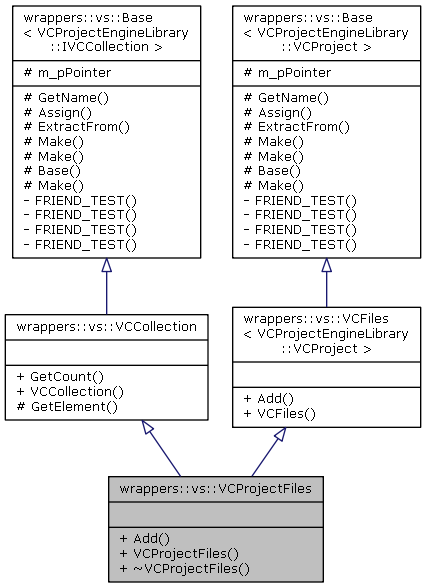 wrappers::vs::Base
< VCProjectEngineLibrary
::IVCCollection >
# m_pPointer
# GetName()
# Assign()
# ExtractFrom()
# Make()
# Make()
# Base()
# Make()
- FRIEND_TEST()
- FRIEND_TEST()
- FRIEND_TEST()
- FRIEND_TEST()
wrappers::vs::Base
< VCProjectEngineLibrary
::VCProject >
# m_pPointer
# GetName()
# Assign()
# ExtractFrom()
# Make()
# Make()
# Base()
# Make()
- FRIEND_TEST()
- FRIEND_TEST()
- FRIEND_TEST()
- FRIEND_TEST()
wrappers::vs::VCCollection
+ GetCount()
+ VCCollection()
# GetElement()
wrappers::vs::VCFiles
< VCProjectEngineLibrary
::VCProject >
+ Add()
+ VCFiles()
wrappers::vs::VCProjectFiles
+ Add()
+ VCProjectFiles()
+ ~VCProjectFiles()